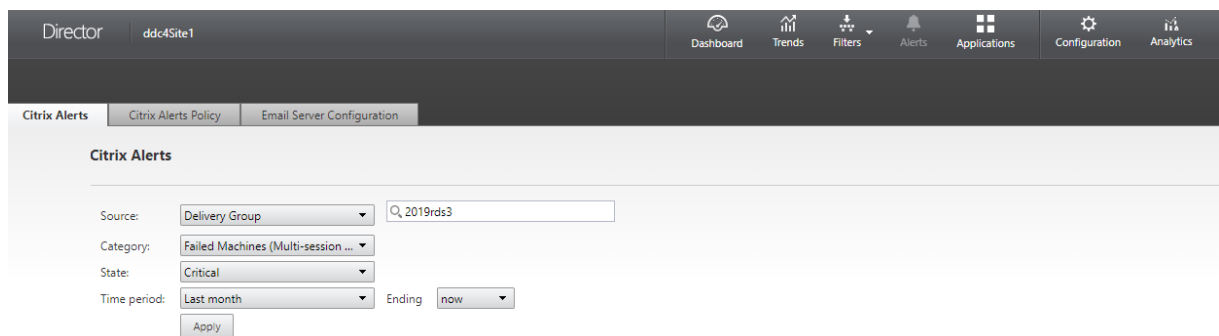 Director ddc4Site1 Dashboard Trends Filters Alerts Applications Configuration Analytics
Citrix Alerts Citrix Alerts Policy Email Server Configuration
Citrix Alerts
Source: Delivery Group 2019rds3
Category: Failed Machines (Multi-session ...
State: Critical
Time period: Last month Ending now
Apply